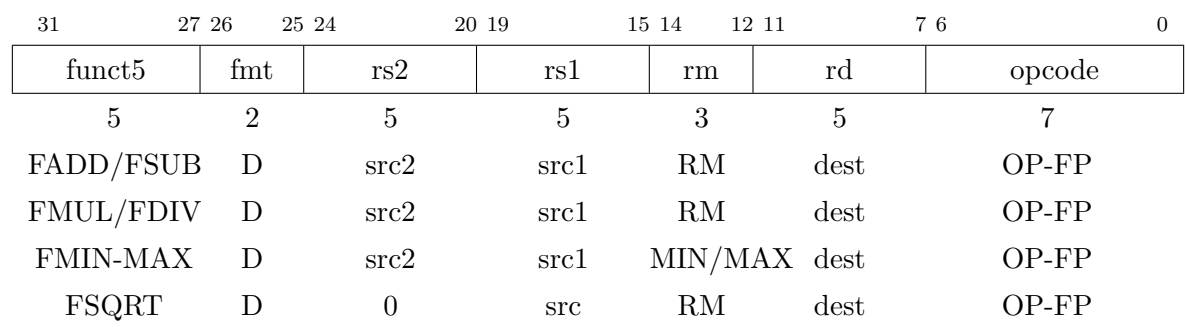 31 27 26 25 24 20 19 15 14 12 11 7 6 0
funct5 fmt rs2 rs1 rm rd opcode
5 2 5 5 3 5 7
FADD/FSUB D src2 src1 RM dest OP-FP
FMUL/FDIV D src2 src1 RM dest OP-FP
FMIN-MAX D src2 src1 MIN/MAX dest OP-FP
FSQRT D 0 src RM dest OP-FP